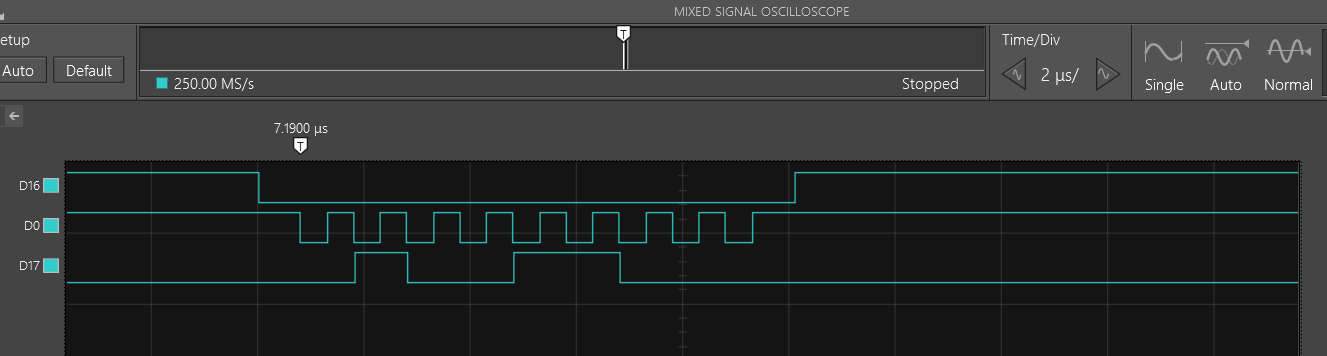 MIXED SIGNAL OSCILLOSCOPE
etup
Auto
Default
250.00 MS/s
Stopped
Time/Div
2 µs/
Single
Auto
Normal
7.1900 µs
T
T
D16
D0
D17